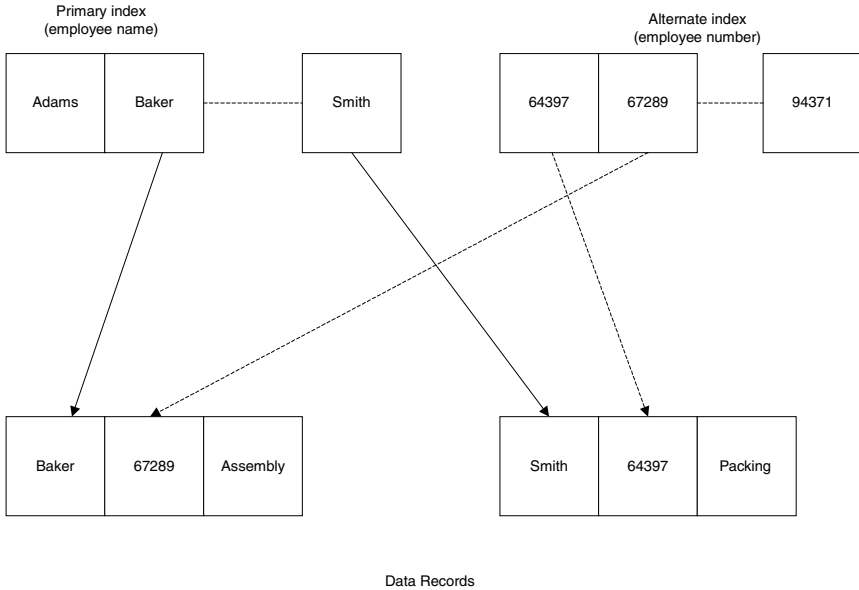 Primary index
(employee name)
Alternate index
(employee number)
Adams
Baker
Smith
64397
67289
94371
Baker
67289
Assembly
Smith
64397
Packing
Data Records